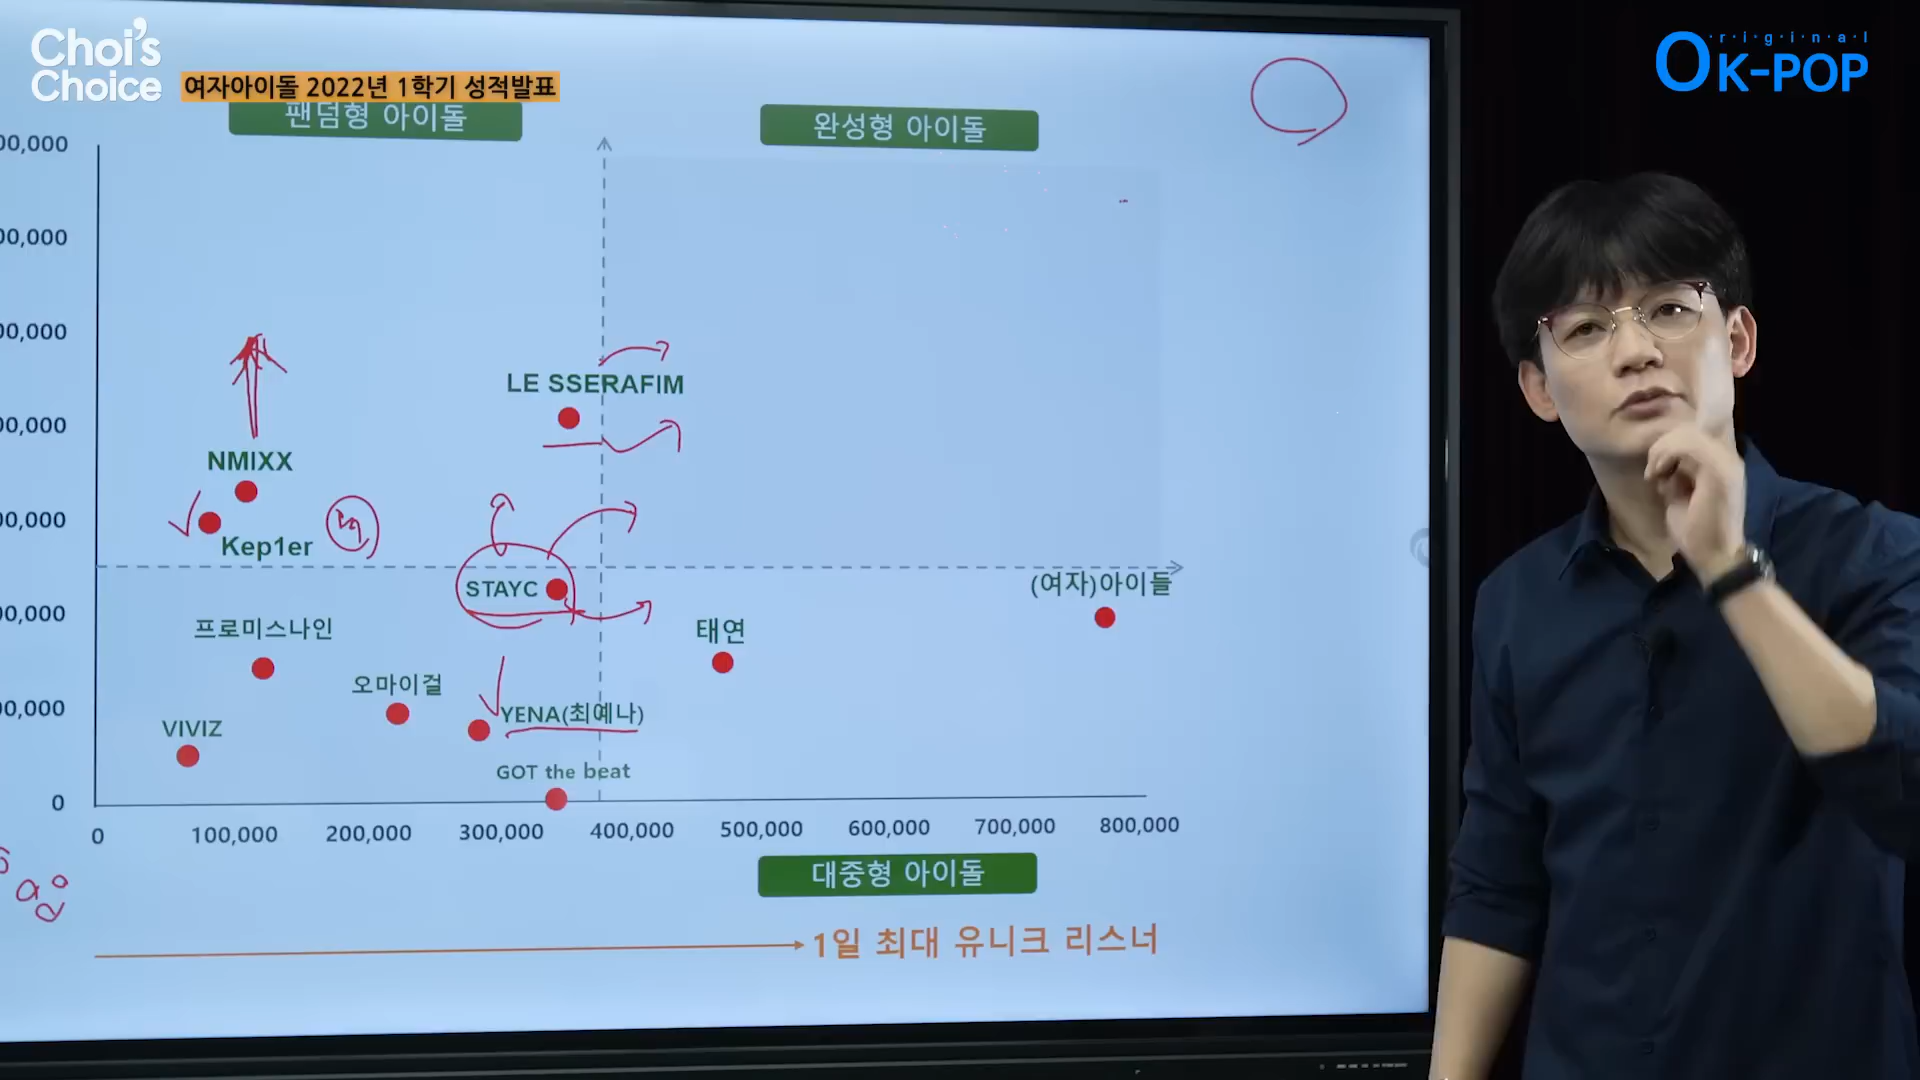 Choi's
Choice
여자아이돌 2022년 1학기 성적발표
r·i·g·i·n·a·l
OK-POP
팬덤형 아이돌
완성형 아이돌
00,000
00,000
00,000
00,000
00,000
00,000
00,000
0
LE SSERAFIM
NMIXX
Kep1er
STAYC
(여자)아이들
프로미스나인
태연
오마이걸
YENA(최예나)
VIVIZ
GOT the beat
0
100,000
200,000
300,000
400,000
500,000
600,000
700,000
800,000
대중형 아이돌
1일 최대 유니크 리스너